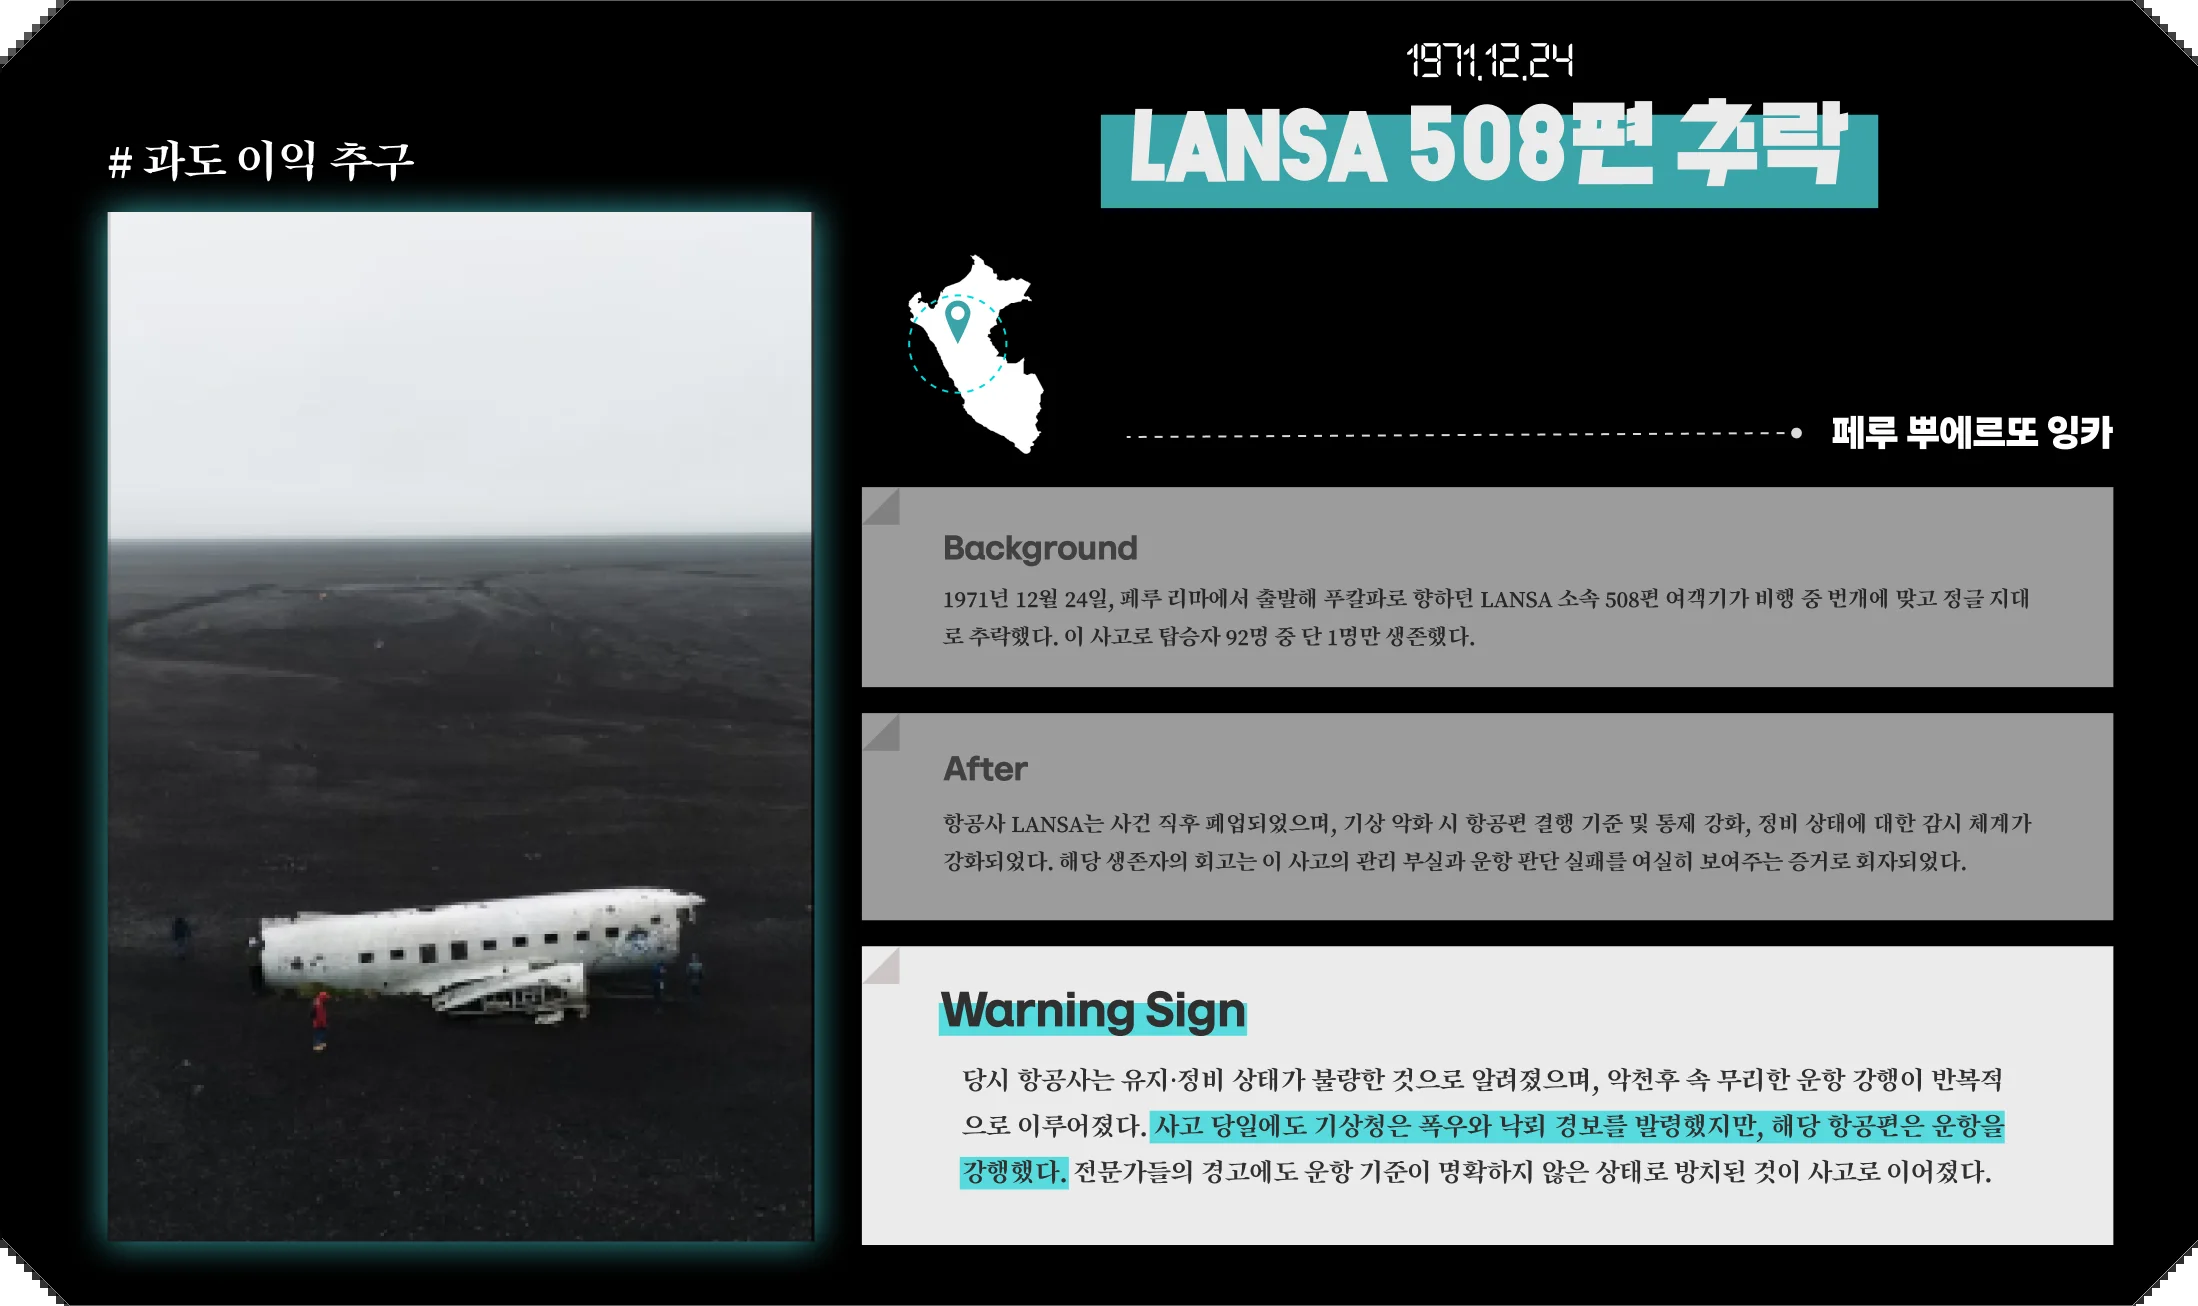 1971.12.24
LANSA 508편 추락
# 과도 이익 추구
페루 뿌에르또 잉카
Background
1971년 12월 24일, 페루 리마에서 출발해 푸칼파로 향하던 LANSA 소속 508편 여객기가 비행 중 번개에 맞고 정글 지대
로 추락했다. 이 사고로 탑승자 92명 중 단 1명만 생존했다.
After
항공사 LANSA는 사건 직후 폐업되었으며, 기상 악화 시 항공편 결행 기준 및 통제 강화, 정비 상태에 대한 감시 체계가
강화되었다. 해당 생존자의 회고는 이 사고의 관리 부실과 운항 판단 실패를 여실히 보여주는 증거로 회자되었다.
Warning Sign
당시 항공사는 유지·정비 상태가 불량한 것으로 알려졌으며, 악천후 속 무리한 운항 강행이 반복적
으로 이루어졌다. 사고 당일에도 기상청은 폭우와 낙뢰 경보를 발령했지만, 해당 항공편은 운항을
강행했다. 전문가들의 경고에도 운항 기준이 명확하지 않은 상태로 방치된 것이 사고로 이어졌다.